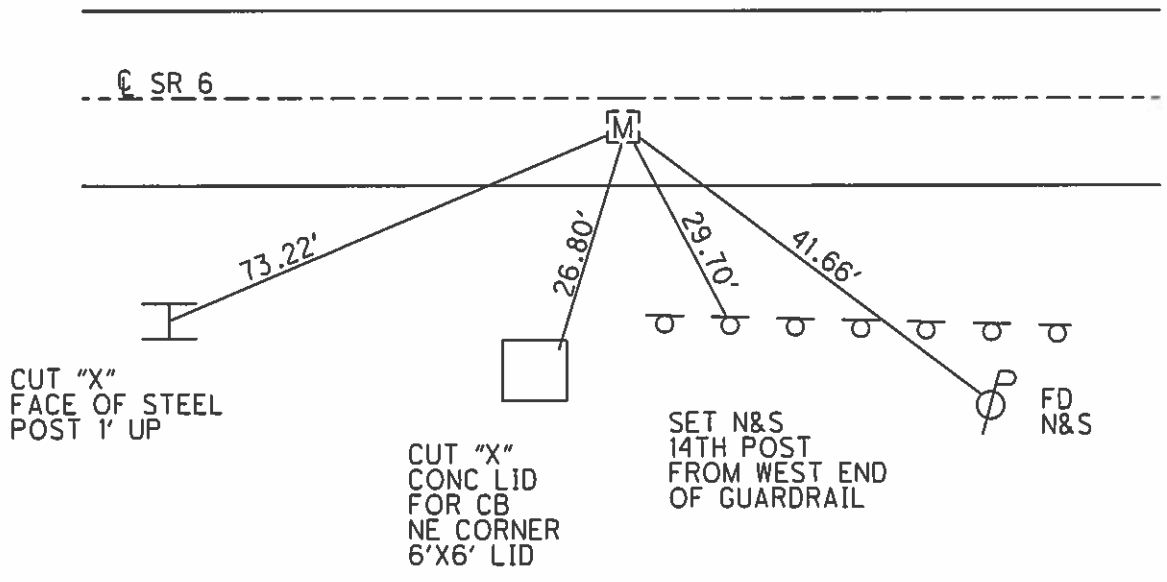 ℄ SR 6
M
73.22'
26.80'
29.70'
41.66'
CUT "X"
FACE OF STEEL
POST 1' UP
CUT "X"
CONC LID
FOR CB
NE CORNER
6'X6' LID
SET N&S
14TH POST
FROM WEST END
OF GUARDRAIL
P
FD
N&S